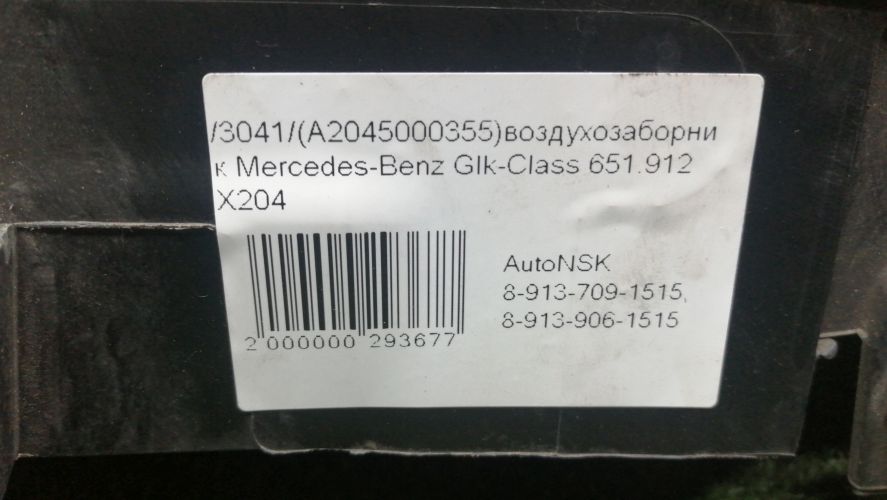 /3041/(A2045000355)воздухозаборни
к Mercedes-Benz Glk-Class 651.912
X204
AutoNSK
8-913-709-1515,
8-913-906-1515
2 000000 293677